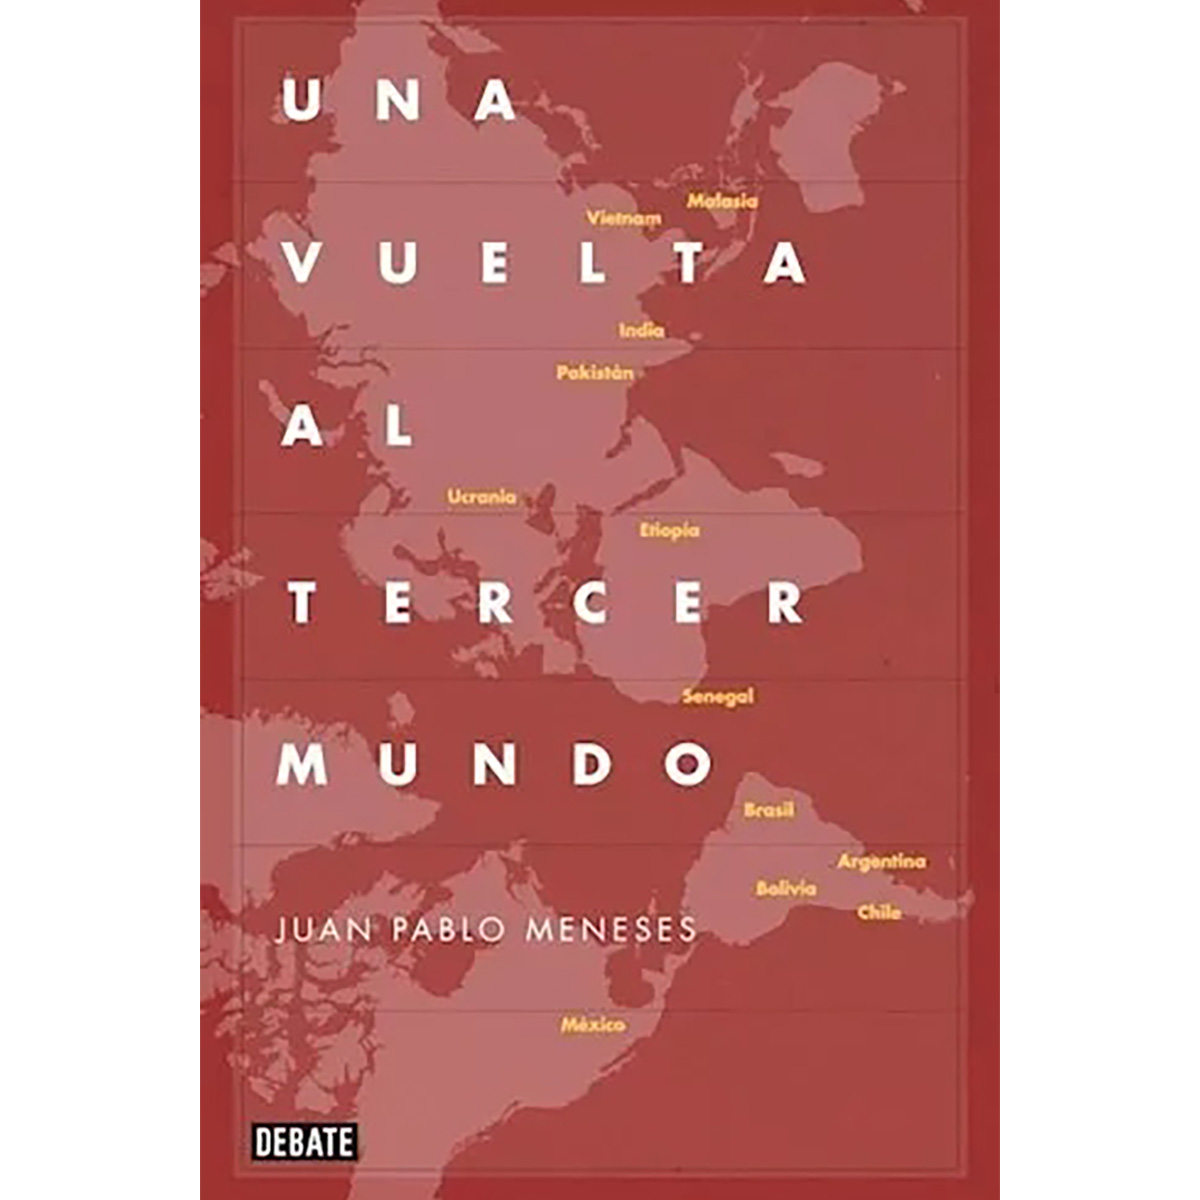 UNA
Malasia
Vietnam
VUELTA
India
Pakistán
AL
Ucrania
Etiopía
TERCER
Senegal
MUNDO
Brasil
Argentina
Bolivia
Chile
JUAN PABLO MENESES
México
DEBATE